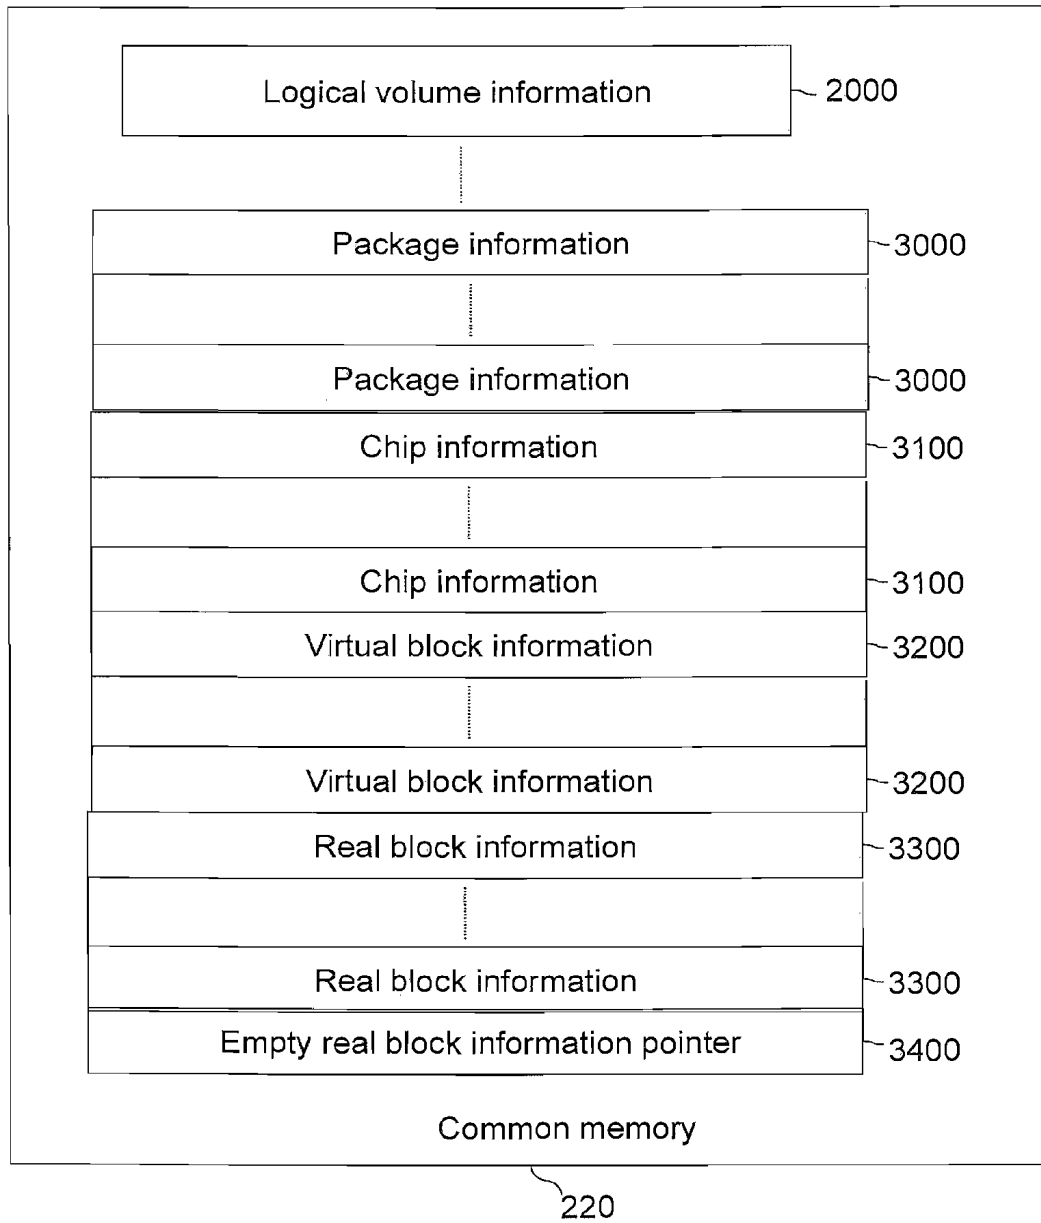 Logical volume information 2000
Package information 3000
Package information 3000
Chip information 3100
Chip information 3100
Virtual block information 3200
Virtual block information 3200
Real block information 3300
Real block information 3300
Empty real block information pointer 3400
Common memory
220